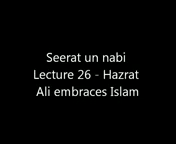 Seerat un nabi
Lecture 26 - Hazrat
Ali embraces Islam